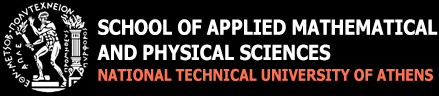 SCHOOL OF APPLIED MATHEMATICAL
AND PHYSICAL SCIENCES
NATIONAL TECHNICAL UNIVERSITY OF ATHENS